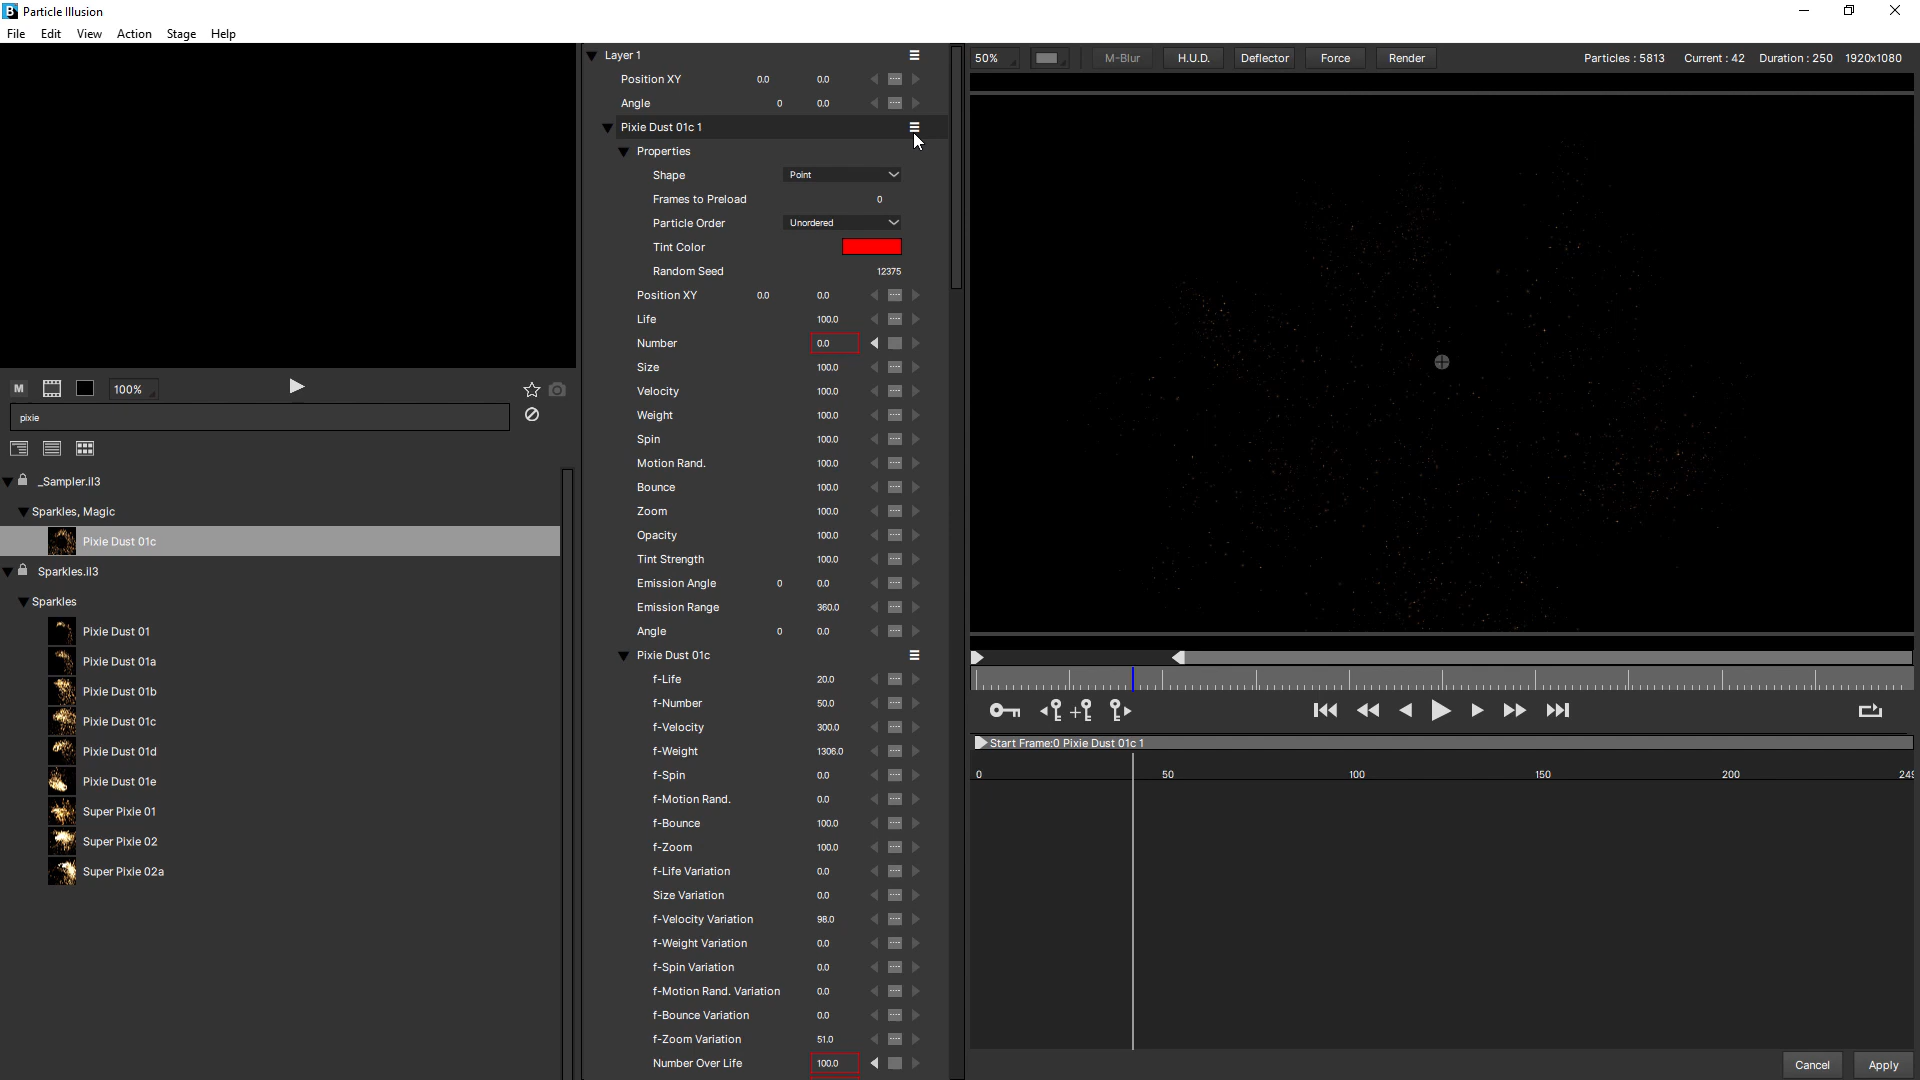 Particle Illusion
File Edit View Action Stage Help
M 100%
pixie
_Sampler.il3
Sparkles, Magic
Pixie Dust 01c
Sparkles.il3
Sparkles
Pixie Dust 01
Pixie Dust 01a
Pixie Dust 01b
Pixie Dust 01c
Pixie Dust 01d
Pixie Dust 01e
Super Pixie 01
Super Pixie 02
Super Pixie 02a
Layer 1
Position XY 0.0 0.0
Angle 0 0.0
Pixie Dust 01c 1
Properties
Shape Point
Frames to Preload 0
Particle Order Unordered
Tint Color
Random Seed 12375
Position XY 0.0 0.0
Life 100.0
Number 0.0
Size 100.0
Velocity 100.0
Weight 100.0
Spin 100.0
Motion Rand. 100.0
Bounce 100.0
Zoom 100.0
Opacity 100.0
Tint Strength 100.0
Emission Angle 0 0.0
Emission Range 360.0
Angle 0 0.0
Pixie Dust 01c
f-Life 20.0
f-Number 50.0
f-Velocity 300.0
f-Weight 1306.0
f-Spin 0.0
f-Motion Rand. 0.0
f-Bounce 100.0
f-Zoom 100.0
f-Life Variation 0.0
Size Variation 0.0
f-Velocity Variation 98.0
f-Weight Variation 0.0
f-Spin Variation 0.0
f-Motion Rand. Variation 0.0
f-Bounce Variation 0.0
f-Zoom Variation 51.0
Number Over Life 100.0
50% M-Blur H.U.D. Deflector Force Render Particles : 5813 Current : 42 Duration : 250 1920x1080
Start Frame:0 Pixie Dust 01c 1
0 50 100 150 200 249
Cancel Apply